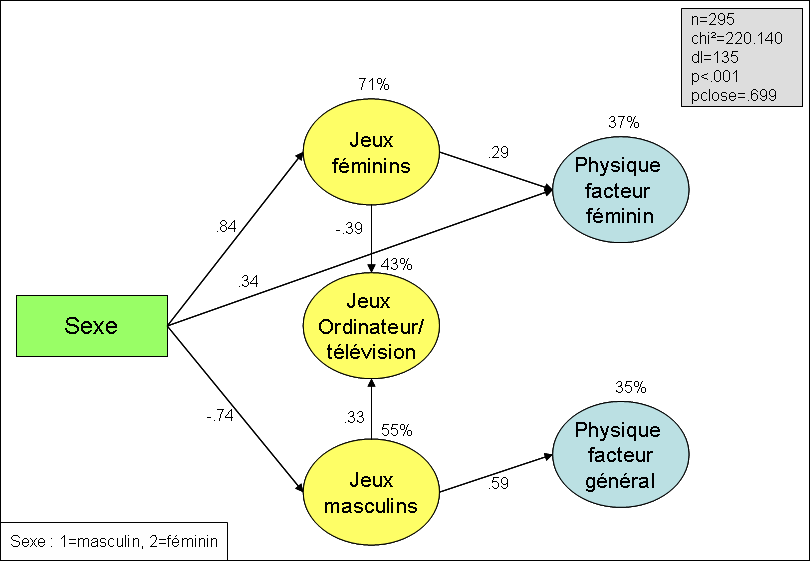 n=295
chi²=220.140
dl=135
p<.001
pclose=.699
71%
Jeux
féminins
.29
37%
Physique
facteur
féminin
.84
-.39
.34
43%
Jeux
Ordinateur/
télévision
Sexe
-.74
.33
55%
Jeux
masculins
.59
35%
Physique
facteur
général
Sexe : 1=masculin, 2=féminin